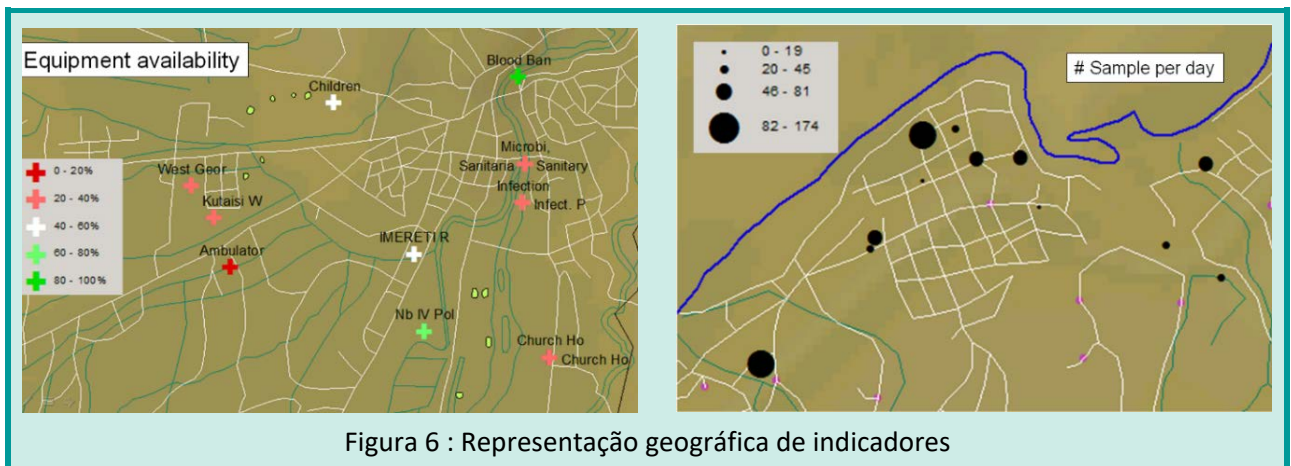 Equipment availability
Blood Ban
Children
Microbi,
Sanitaria
Sanitary
West Geor
Infection
Infect. P
Kutaisi W
IMERETI R
Ambulator
Nb IV Pol
Church Ho
Church Ho
0 - 20%
20 - 40%
40 - 60%
60 - 80%
80 - 100%
0 - 19
20 - 45
46 - 81
82 - 174
# Sample per day
Figura 6 : Representação geográfica de indicadores